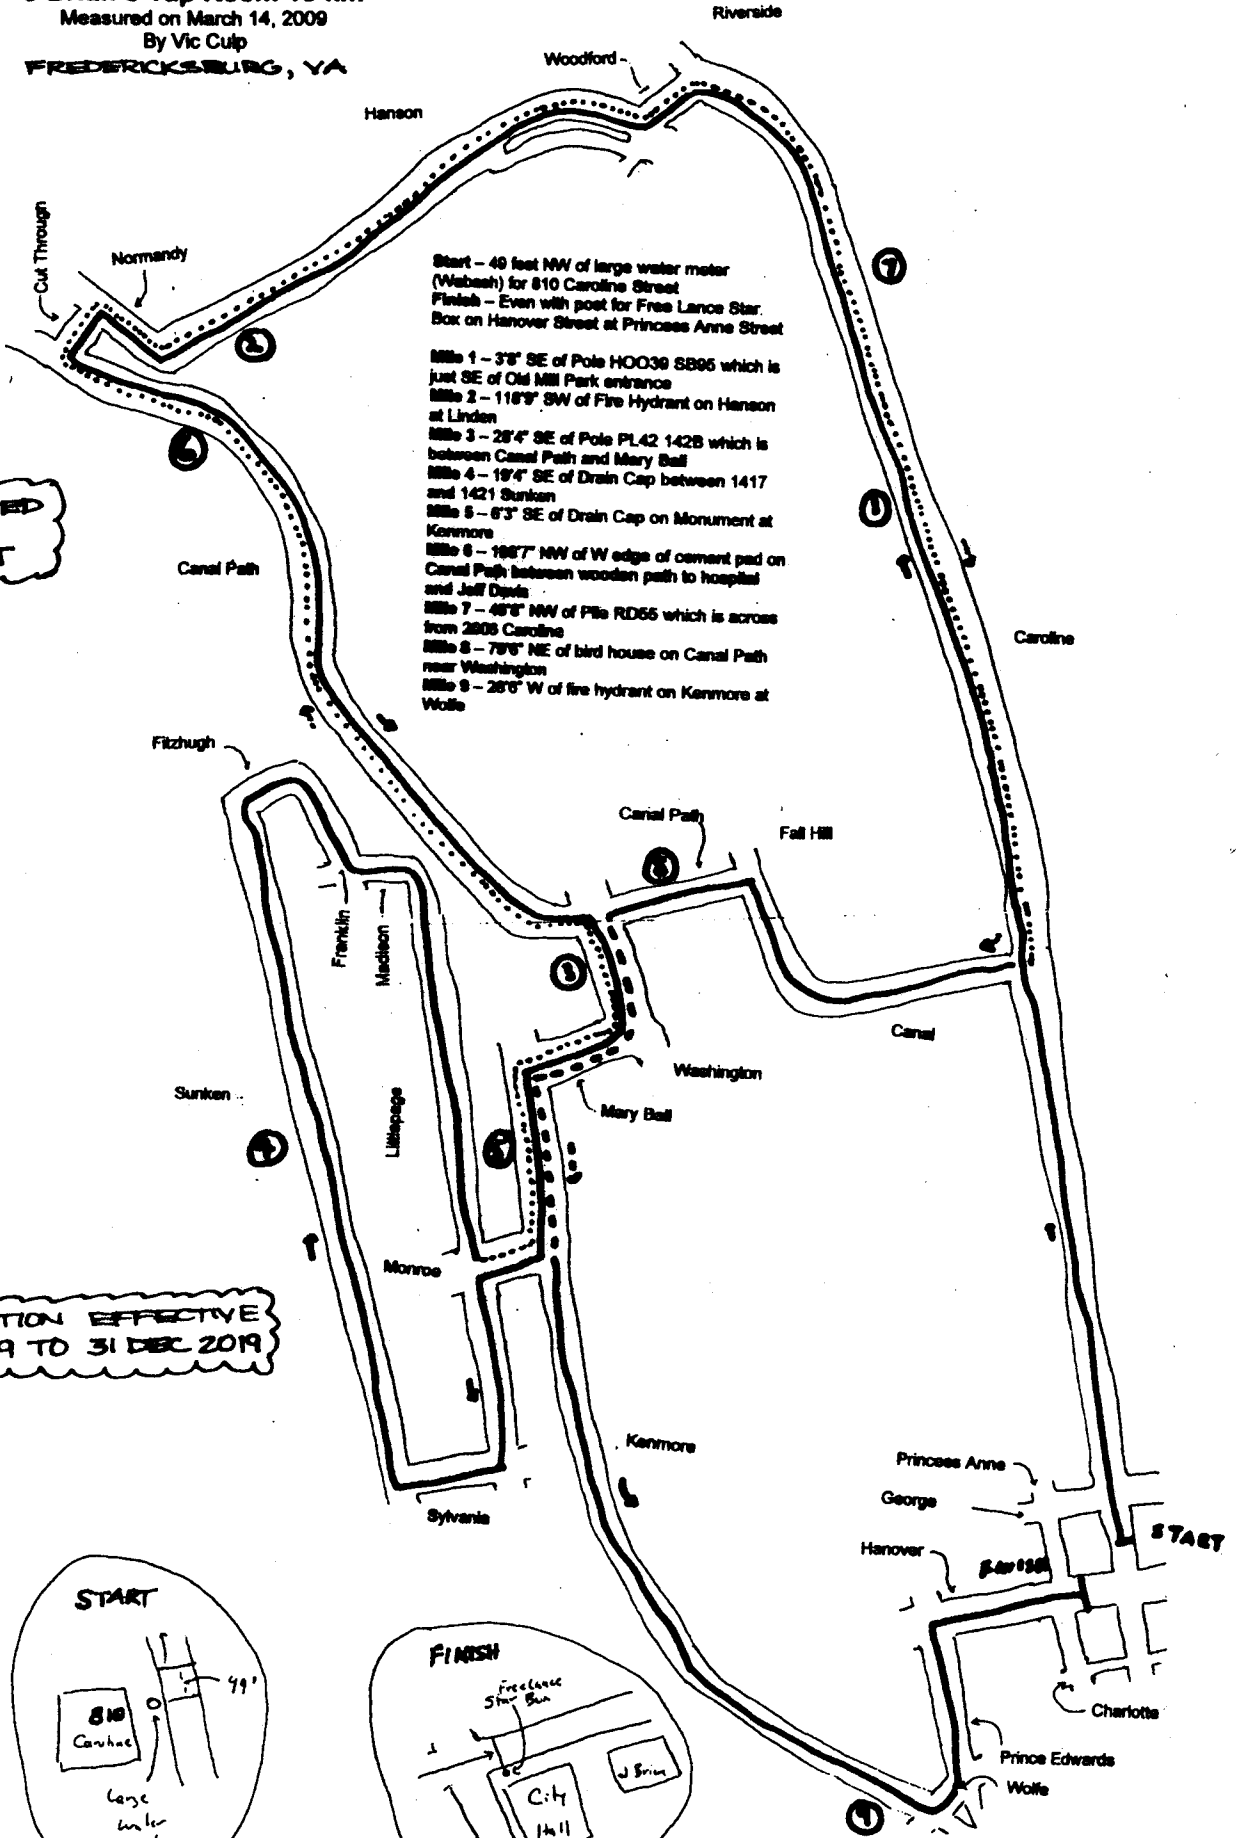 Measured on March 14, 2009
By Vic Culp
FREDERICKSBURG, VA
Riverside
Woodford
Hanson
Cut Through
Normandy
Start – 49 feet NW of large water meter
(Wabash) for 810 Caroline Street
Finish – Even with post for Free Lance Star
Box on Hanover Street at Princess Anne Street
Mile 1 – 3'8" SE of Pole HOO39 SB95 which is
just SE of Old Mill Park entrance
Mile 2 – 118'9" SW of Fire Hydrant on Hanson
at Linden
Mile 3 – 28'4" SE of Pole PL42 142B which is
between Canal Path and Mary Ball
Mile 4 – 19'4" SE of Drain Cap between 1417
and 1421 Sunken
Mile 5 – 6'3" SE of Drain Cap on Monument at
Kenmore
Mile 6 – NW of W edge of cement pad on
Canal Path between wooden path to hospital
and Jeff Davis
Mile 7 – NW of Pile RD55 which is across
from Caroline
Mile 8 – 79'6" NE of bird house on Canal Path
near Washington
Mile 9 – 26'6" W of fire hydrant on Kenmore at
Wolfe
7
2
6
1
ED
Canal Path
Caroline
Fitzhugh
Canal Path
Fall Hill
8
Franklin
Madison
3
Canal
Washington
Mary Ball
Sunken
Littlepage
4
5
Monroe
TION EFFECTIVE
9 TO 31 DEC 2019
Kenmore
Princess Anne
George
START
Sylvania
Hanover
START
49'
810
Caroline
Large
water
FINISH
Freelance
Star Box
City
Hall
Charlotte
Prince Edwards
Wolfe
9